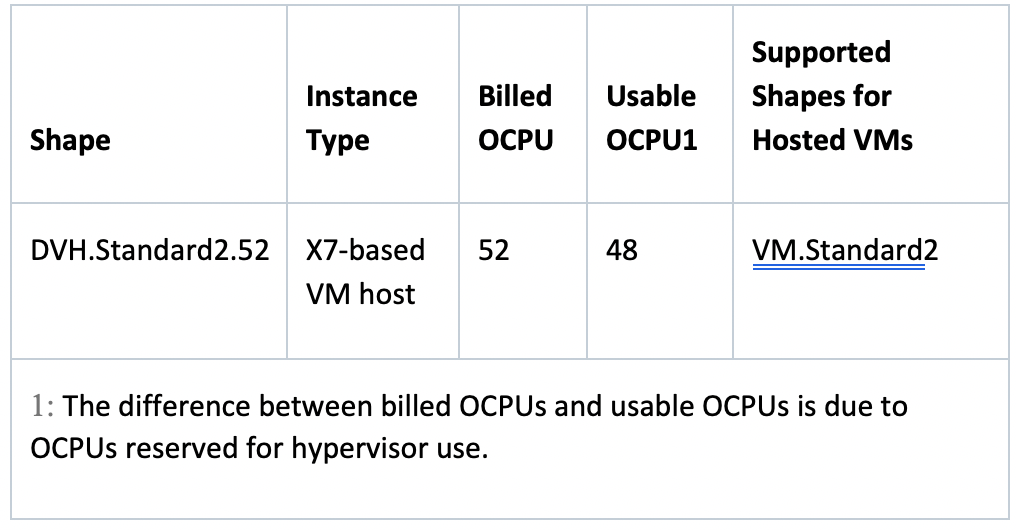 Shape
Instance Type
Billed OCPU
Usable OCPU1
Supported Shapes for Hosted VMs
DVH.Standard2.52
X7-based VM host
52
48
VM.Standard2
1: The difference between billed OCPUs and usable OCPUs is due to
OCPUs reserved for hypervisor use.